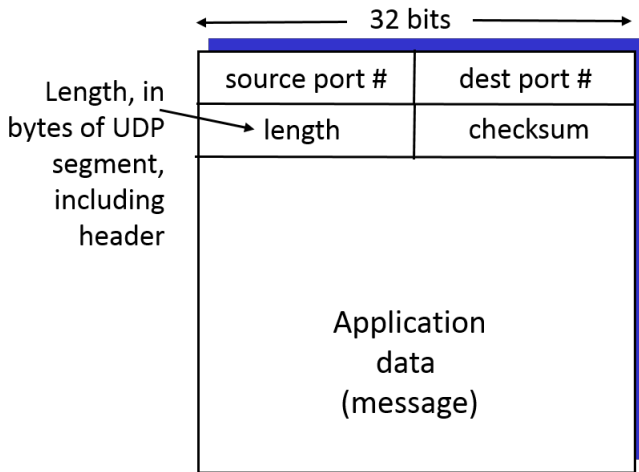 32 bits
source port #
dest port #
Length, in
bytes of UDP
segment,
including
header
length
checksum
Application
data
(message)